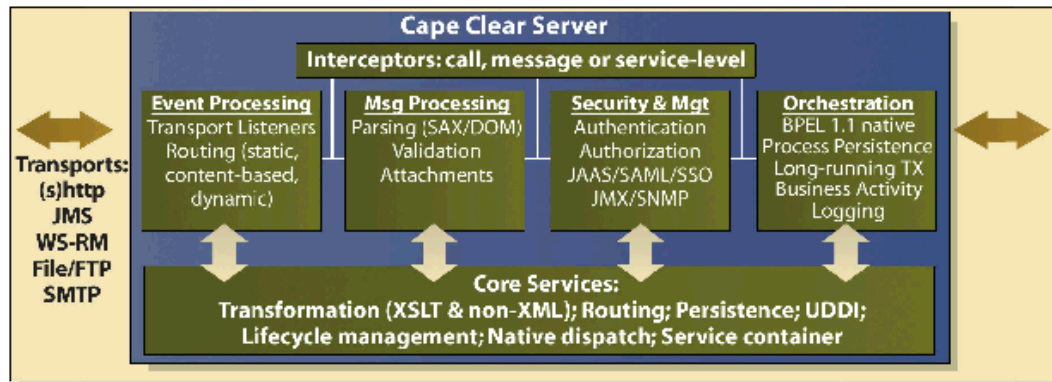 Cape Clear Server
Interceptors: call, message or service-level
Transports:
(s)http
JMS
WS-RM
File/FTP
SMTP
Event Processing
Transport Listeners
Routing (static,
content-based,
dynamic)
Msg Processing
Parsing (SAX/DOM)
Validation
Attachments
Security & Mgt
Authentication
Authorization
JAAS/SAML/SSO
JMX/SNMP
Orchestration
BPEL 1.1 native
Process Persistence
Long-running TX
Business Activity
Logging
Core Services:
Transformation (XSLT & non-XML); Routing; Persistence; UDDI;
Lifecycle management; Native dispatch; Service container